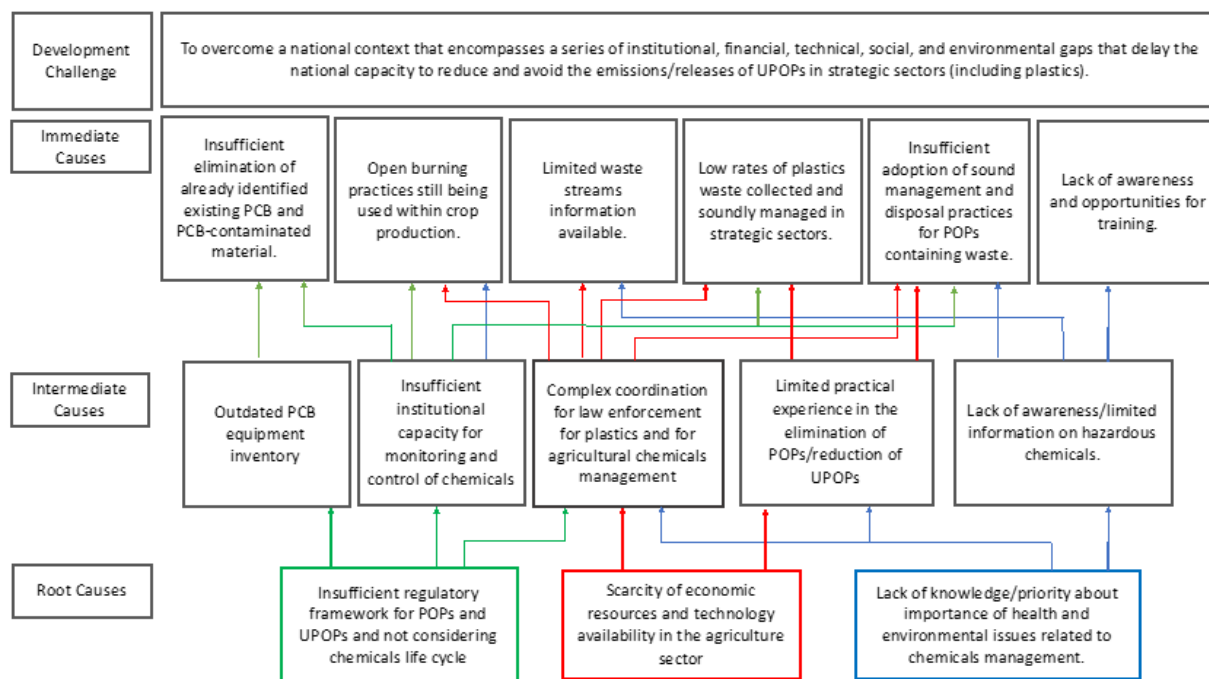 Development
Challenge
To overcome a national context that encompasses a series of institutional, financial, technical, social, and environmental gaps that delay the
national capacity to reduce and avoid the emissions/releases of UPOPs in strategic sectors (including plastics).
Immediate
Causes
Insufficient
elimination of
already identified
existing PCB and
PCB-contaminated
material.
Open burning
practices still being
used within crop
production.
Limited waste
streams
information
available.
Low rates of plastics
waste collected and
soundly managed in
strategic sectors.
Insufficient
adoption of sound
management and
disposal practices
for POPs
containing waste.
Lack of awareness
and opportunities for
training.
Intermediate
Causes
Outdated PCB
equipment
inventory
Insufficient
institutional
capacity for
monitoring and
control of chemicals
Complex coordination
for law enforcement
for plastics and for
agricultural chemicals
management
Limited practical
experience in the
elimination of
POPs/reduction of
UPOPs
Lack of awareness/limited
information on hazardous
chemicals.
Root Causes
Insufficient regulatory
framework for POPs and
UPOPs and not considering
chemicals life cycle
Scarcity of economic
resources and technology
availability in the agriculture
sector
Lack of knowledge/priority about
importance of health and
environmental issues related to
chemicals management.